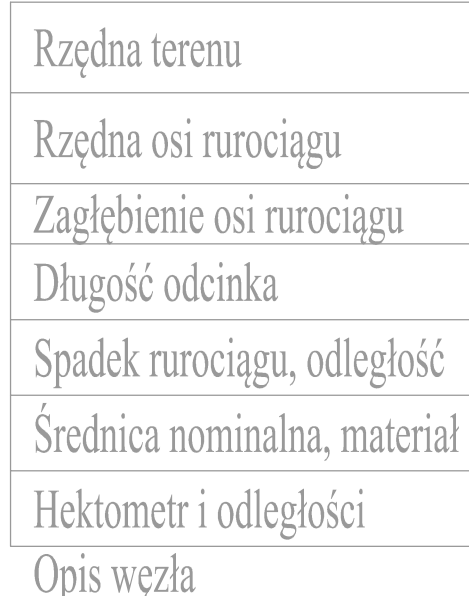 Rzędna terenu
Rzędna osi rurociągu
Zagłębienie osi rurociągu
Długość odcinka
Spadek rurociągu, odległość
Średnica nominalna, materiał
Hektometr i odległości
Opis węzła